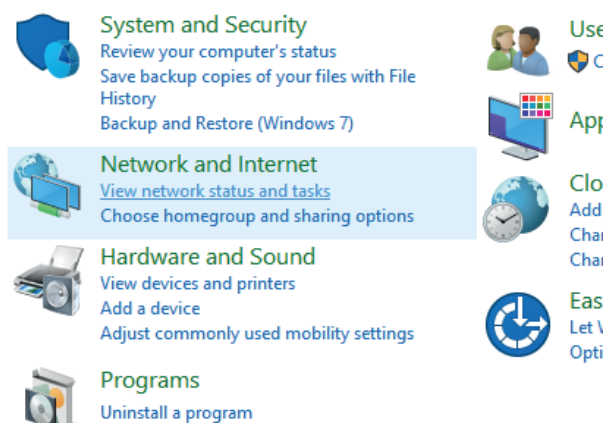 System and Security
Review your computer's status
Save backup copies of your files with File
History
Backup and Restore (Windows 7)
Network and Internet
View network status and tasks
Choose homegroup and sharing options
Hardware and Sound
View devices and printers
Add a device
Adjust commonly used mobility settings
Programs
Uninstall a program
Add
Let